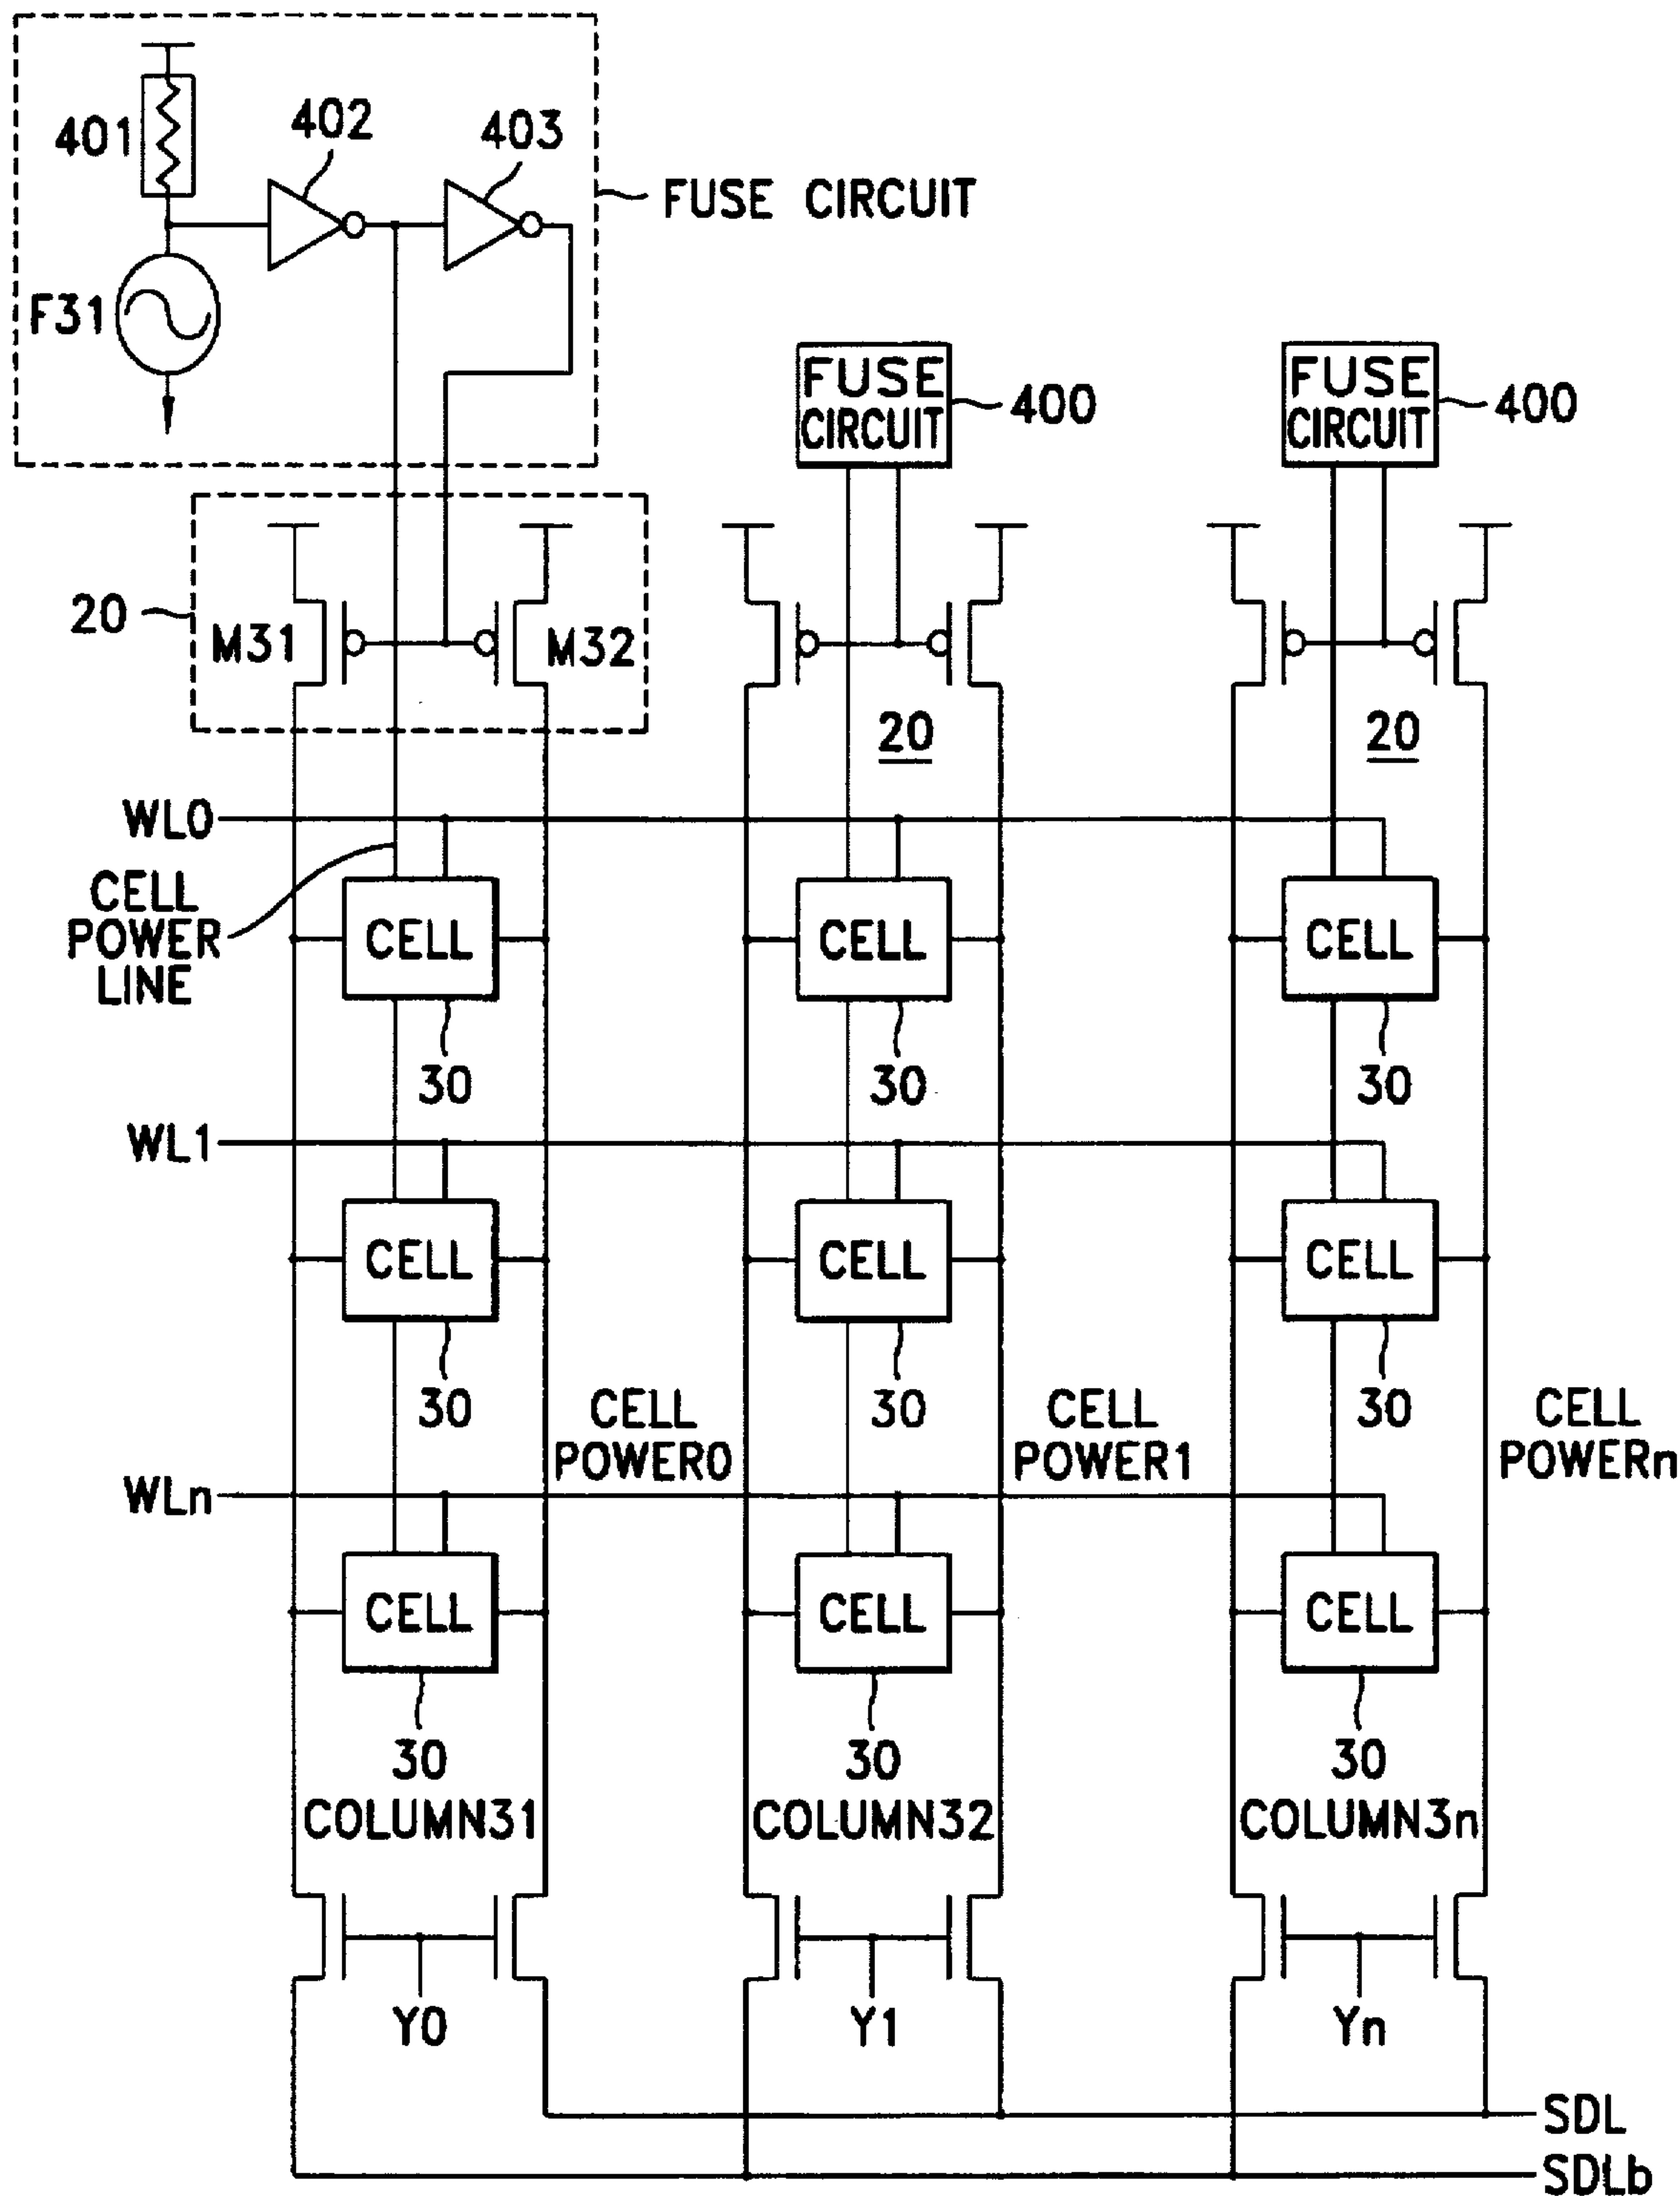 401
402
403
FUSE CIRCUIT
F31
FUSE
CIRCUIT
400
FUSE
CIRCUIT
400
20
M31
M32
20
20
WL0
CELL
POWER
LINE
CELL
CELL
CELL
30
30
30
WL1
CELL
CELL
CELL
30
30
30
CELL
POWER0
CELL
POWER1
CELL
POWERn
WLn
CELL
CELL
CELL
30
30
30
COLUMN31
COLUMN32
COLUMN3n
Y0
Y1
Yn
SDL
SDLb